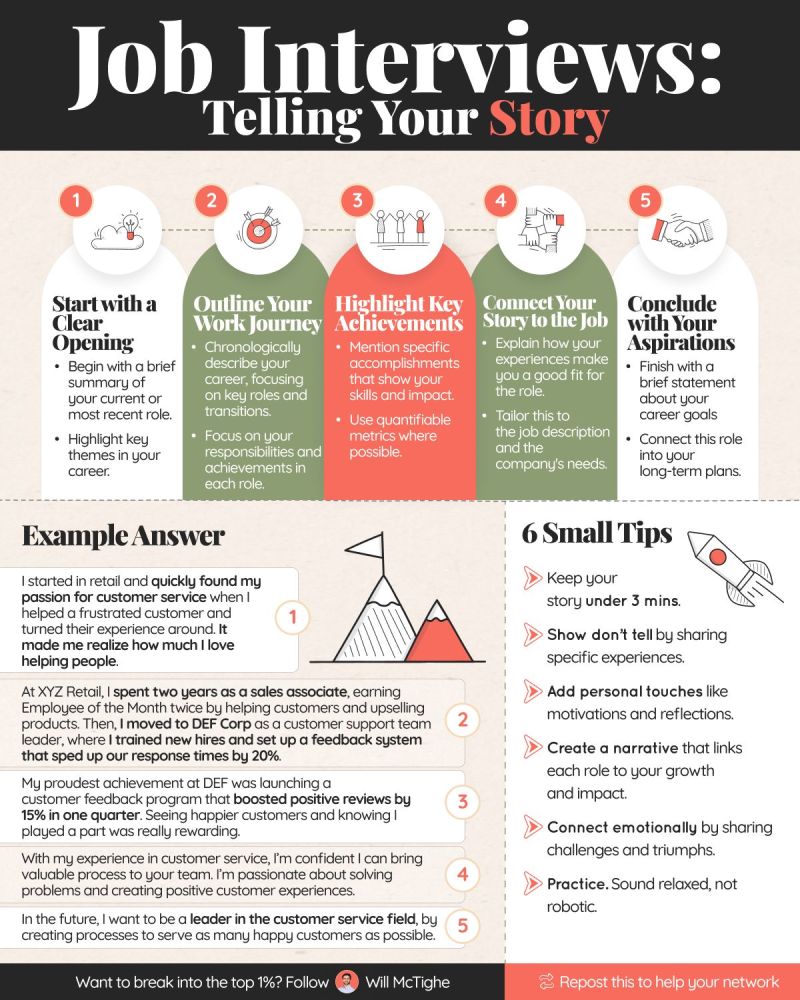 Job Interviews:
Telling Your Story
1
Start with a
Clear
Opening
• Begin with a brief
summary of
your current or
most recent role.
• Highlight key
themes in your
career.
2
Outline Your
Work Journey
• Chronologically
describe your
career, focusing
on key roles and
transitions.
• Focus on your
responsibilities and
achievements in
each role.
3
Highlight Key
Achievements
• Mention specific
accomplishments
that show your
skills and impact.
• Use quantifiable
metrics where
possible.
4
Connect Your
Story to the Job
• Explain how your
experiences make
you a good fit for
the role.
• Tailor this to
the job description
and the
company's needs.
5
Conclude
with Your
Aspirations
• Finish with a
brief statement
about your
career goals
• Connect this role
into your
long-term plans.
Example Answer
I started in retail and quickly found my
passion for customer service when I
helped a frustrated customer and
turned their experience around. It
made me realize how much I love
helping people.
1
At XYZ Retail, I spent two years as a sales associate, earning
Employee of the Month twice by helping customers and upselling
products. Then, I moved to DEF Corp as a customer support team
leader, where I trained new hires and set up a feedback system
that sped up our response times by 20%.
2
My proudest achievement at DEF was launching a
customer feedback program that boosted positive reviews by
15% in one quarter. Seeing happier customers and knowing I
played a part was really rewarding.
3
With my experience in customer service, I'm confident I can bring
valuable process to your team. I'm passionate about solving
problems and creating positive customer experiences.
4
In the future, I want to be a leader in the customer service field, by
creating processes to serve as many happy customers as possible.
5
6 Small Tips
Keep your
story under 3 mins.
Show don't tell by sharing
specific experiences.
Add personal touches like
motivations and reflections.
Create a narrative that links
each role to your growth
and impact.
Connect emotionally by sharing
challenges and triumphs.
Practice. Sound relaxed, not
robotic.
Want to break into the top 1%? Follow Will McTighe
Repost this to help your network